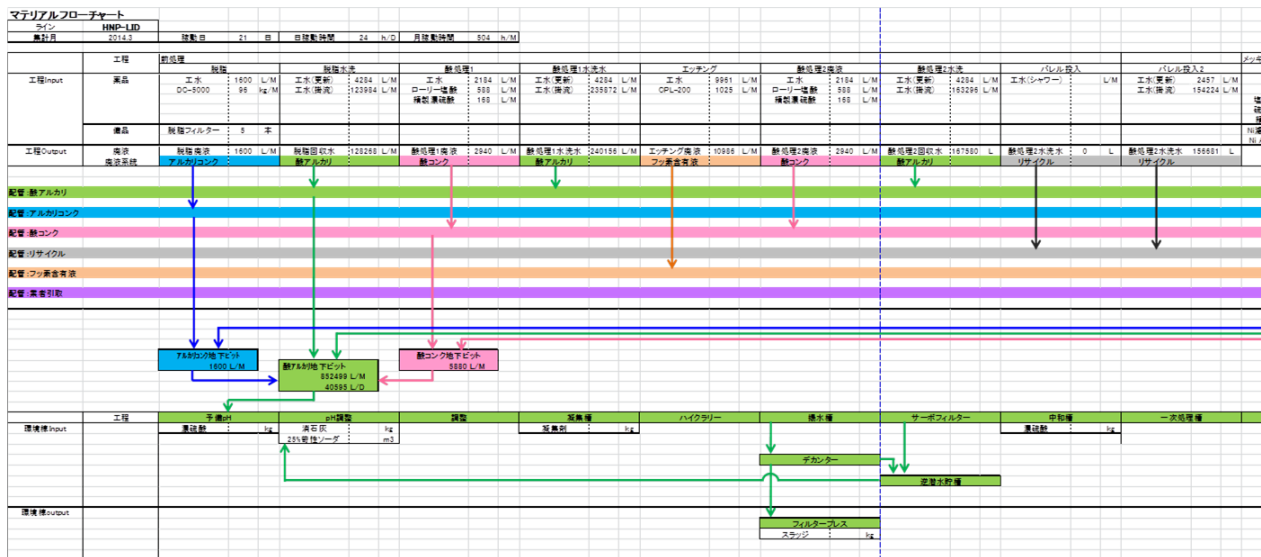 マテリアルフローチャート
ライン HNP-LID
集計月 2014.3 稼動日 21 日 日稼動時間 24 h/D 月稼動時間 504 h/M
工程 前処理
脱脂 脱脂水洗 酸処理1 酸処理1水洗水 エッチング 酸処理2廃液 酸処理2水洗 バレル投入 バレル投入2
工程Input 薬品 工水 1600 L/M 工水(更新) 4284 L/M 工水 2184 L/M 工水(更新) 4284 L/M 工水 9961 L/M 工水 2184 L/M 工水(更新) 4284 L/M 工水(シャワー) L/M 工水(更新) 2457 L/M
DC-5000 96 kg/M 工水(掛流) 123984 L/M ローリー塩酸 588 L/M 工水(掛流) 235872 L/M CPL-200 1025 L/M ローリー塩酸 588 L/M 工水(掛流) 163296 L/M 工水(掛流) 154224 L/M
精製濃硫酸 168 L/M 精製濃硫酸 168 L/M
備品 脱脂フィルター 5 本
工程Output 廃液 脱脂廃液 1600 L/M 脱脂回収水 128268 L/M 酸処理1廃液 2940 L/M 酸処理1水洗水 240156 L/M エッチング廃液 10986 L/M 酸処理2廃液 2940 L/M 酸処理2回収水 167580 L 酸処理2水洗水 0 L 酸処理2水洗水 156681 L
廃液系統 アルカリコンク 酸アルカリ 酸コンク 酸アルカリ フッ素含有液 酸コンク 酸アルカリ リサイクル リサイクル
配管:酸アルカリ
配管:アルカリコンク
配管:酸コンク
配管:リサイクル
配管:フッ素含有液
配管:業者引取
アルカリコンク地下ピット 酸コンク地下ピット
1600 L/M 5880 L/M
酸アルカリ地下ピット
852499 L/M
40595 L/D
工程 予備pH pH調整 調整 凝集槽 ハイクラリー 揚水槽 サーボフィルター 中和槽 一次処理槽
環境棟Input 濃硫酸 kg 消石灰 kg 凝集剤 kg 濃硫酸 kg
25%苛性ソーダ m3
デカンター
逆潜水貯槽
環境棟output
フィルタープレス
スラッジ kg